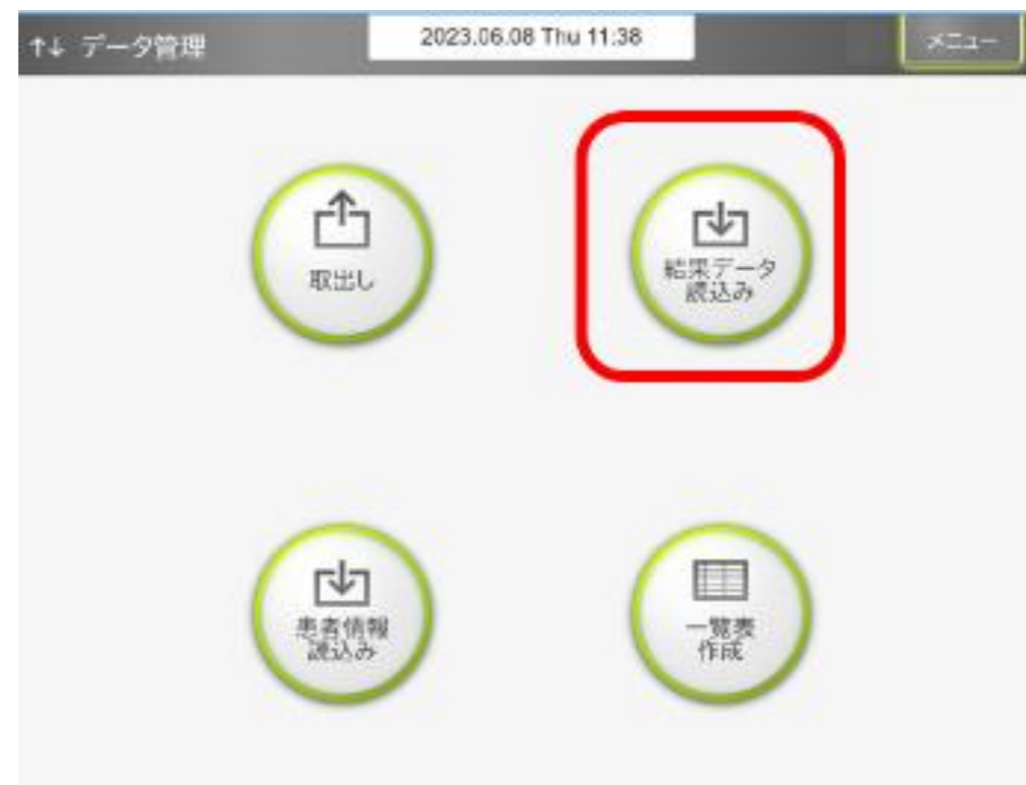 ↑↓ データ管理
2023.06.08 Thu 11:38
メニュー
取出し
結果データ
読込み
患者情報
読込み
一覧表
作成